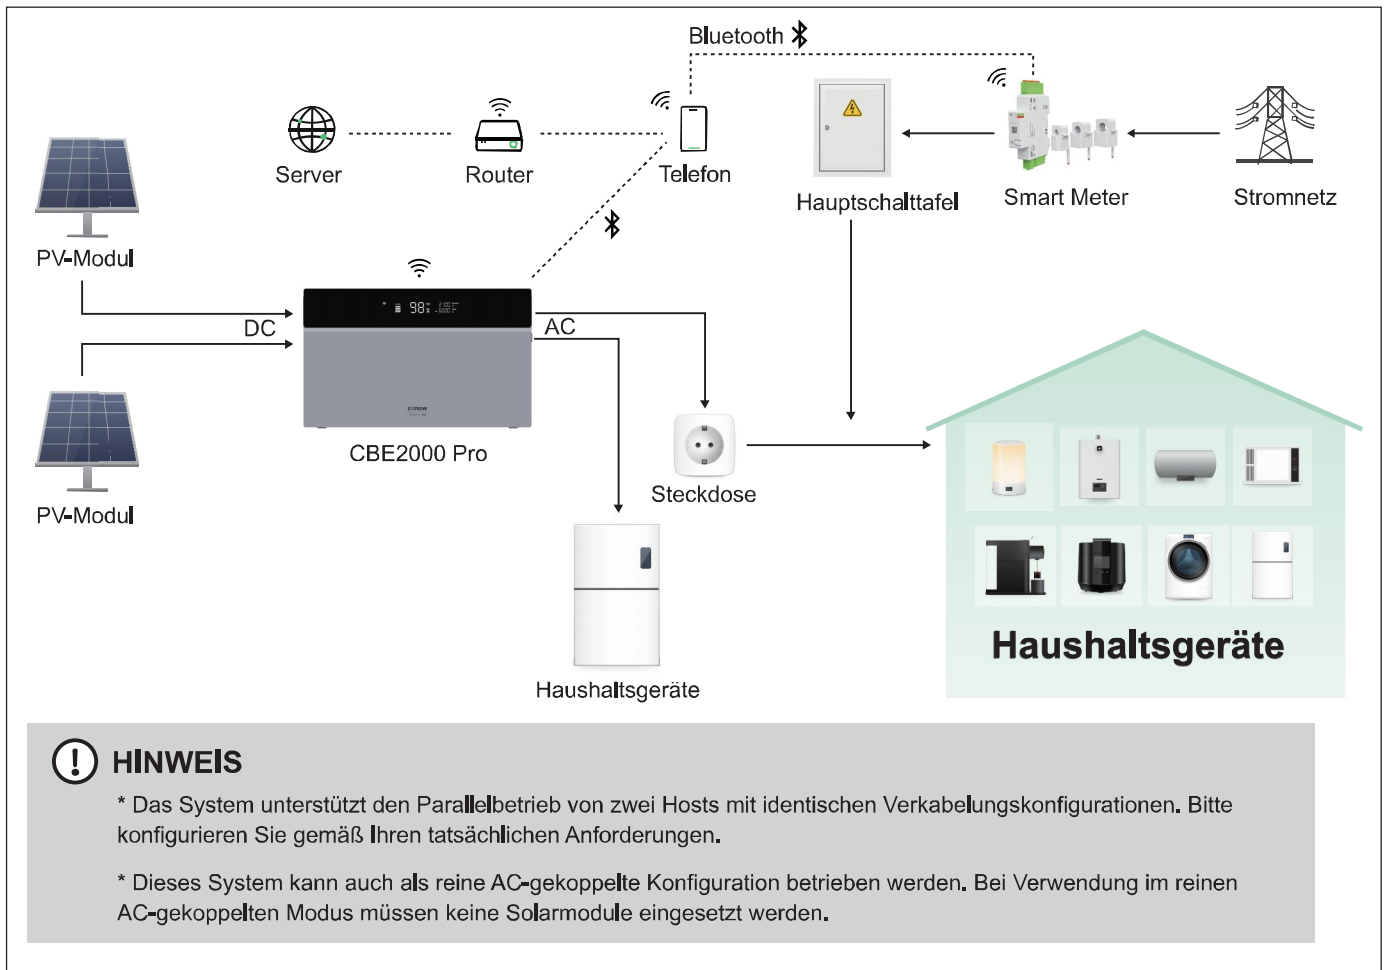 Bluetooth
Server
Router
Telefon
Hauptschalttafel
Smart Meter
Stromnetz
PV-Modul
DC
98%
AC
CBE2000 Pro
PV-Modul
Steckdose
Haushaltsgeräte
Haushaltsgeräte
HINWEIS
* Das System unterstützt den Parallelbetrieb von zwei Hosts mit identischen Verkabelungskonfigurationen. Bitte
konfigurieren Sie gemäß Ihren tatsächlichen Anforderungen.
* Dieses System kann auch als reine AC-gekoppelte Konfiguration betrieben werden. Bei Verwendung im reinen
AC-gekoppelten Modus müssen keine Solarmodule eingesetzt werden.